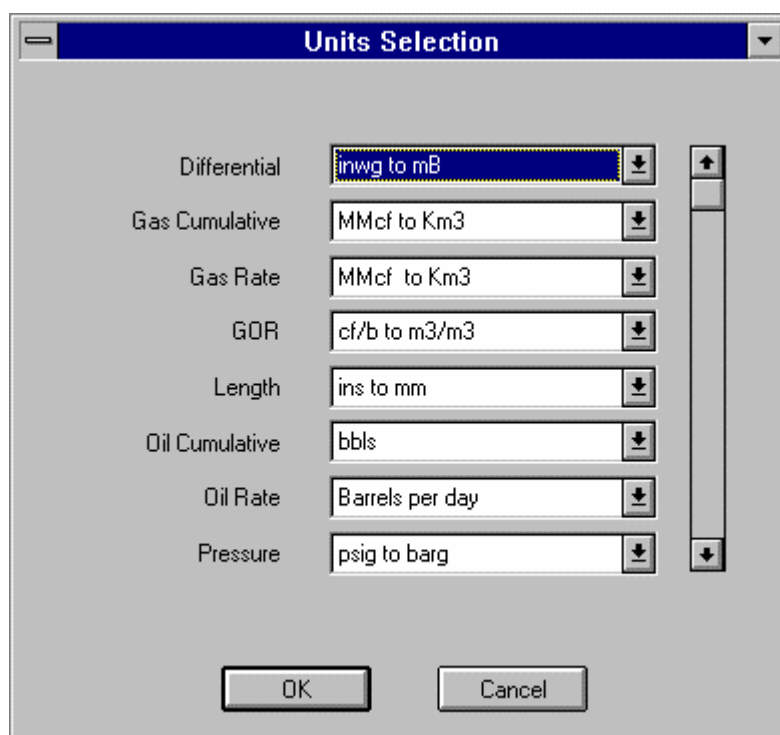 Units Selection
Differential inwg to mB
Gas Cumulative MMcf to Km3
Gas Rate MMcf  to Km3
GOR cf/b to m3/m3
Length ins to mm
Oil Cumulative bbls
Oil Rate Barrels per day
Pressure psig to barg
OK Cancel